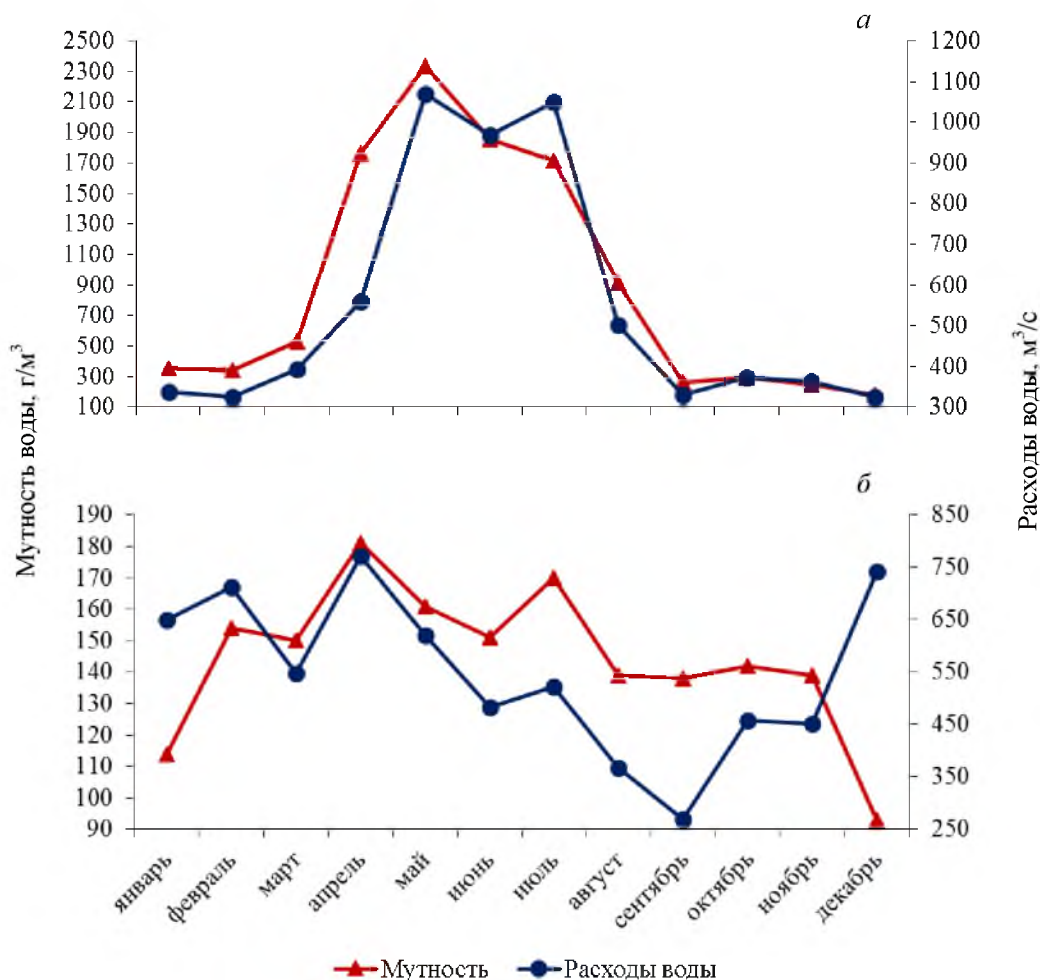 а
2500
2300
2100
1900
1700
1500
1300
1100
900
700
500
300
100
1200
1100
1000
900
800
700
600
500
400
300
Мутность воды, г/м³
Расходы воды, м³/с
б
190
180
170
160
150
140
130
120
110
100
90
850
750
650
550
450
350
250
январь
февраль
март
апрель
май
июнь
июль
август
сентябрь
октябрь
ноябрь
декабрь
Мутность
Расходы воды